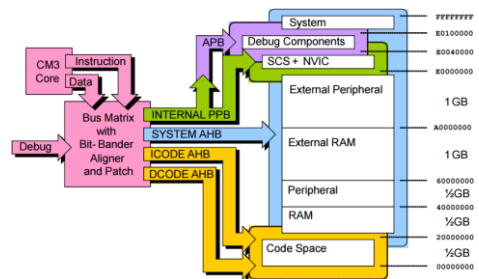 System
FFFFFFFF
APB
Debug Components
E0100000
E0040000
SCS + NVIC
E0000000
CM3
Core
Instruction
Data
External Peripheral
1 GB
Bus Matrix
with
Bit- Bander
Aligner
and Patch
INTERNAL PPB
SYSTEM AHB
ICODE AHB
DCODE AHB
Debug
A0000000
External RAM
1GB
60000000
Peripheral
½GB
40000000
RAM
½GB
20000000
Code Space
½GB
00000000